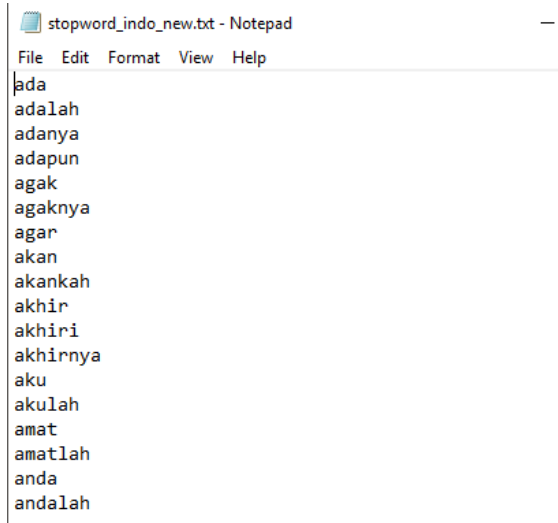 stopword_indo_new.txt - Notepad
File Edit Format View Help
ada
adalah
adanya
adapun
agak
agaknya
agar
akan
akankah
akhir
akhiri
akhirnya
aku
akulah
amat
amatlah
anda
andalah